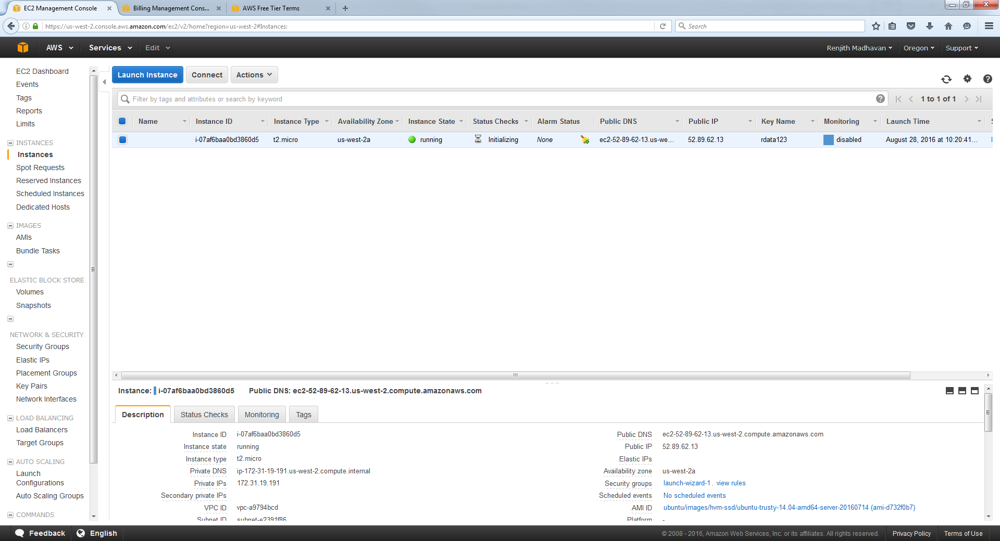 EC2 Management Console
Billing Management Cons...
AWS Free Tier Terms
https://us-west-2.console.aws.amazon.com/ec2/v2/home?region=us-west-2#Instances:
Search
AWS Services Edit
Renjith Madhavan Oregon Support
EC2 Dashboard
Events
Tags
Reports
Limits
INSTANCES
Instances
Spot Requests
Reserved Instances
Scheduled Instances
Dedicated Hosts
IMAGES
AMIs
Bundle Tasks
ELASTIC BLOCK STORE
Volumes
Snapshots
NETWORK & SECURITY
Security Groups
Elastic IPs
Placement Groups
Key Pairs
Network Interfaces
LOAD BALANCING
Load Balancers
Target Groups
AUTO SCALING
Launch
Configurations
Auto Scaling Groups
COMMANDS
Launch Instance Connect Actions
Filter by tags and attributes or search by keyword
1 to 1 of 1
Name Instance ID Instance Type Availability Zone Instance State Status Checks Alarm Status Public DNS Public IP Key Name Monitoring Launch Time
i-07af6baa0bd3860d5 t2.micro us-west-2a running Initializing None ec2-52-89-62-13.us-we... 52.89.62.13 rdata123 disabled August 28, 2016 at 10:20:41...
Instance: i-07af6baa0bd3860d5 Public DNS: ec2-52-89-62-13.us-west-2.compute.amazonaws.com
Description Status Checks Monitoring Tags
Instance ID i-07af6baa0bd3860d5
Instance state running
Instance type t2.micro
Private DNS ip-172-31-19-191.us-west-2.compute.internal
Private IPs 172.31.19.191
Secondary private IPs
VPC ID vpc-a9794bcd
Subnet ID subnet-e2391f86
Public DNS ec2-52-89-62-13.us-west-2.compute.amazonaws.com
Public IP 52.89.62.13
Elastic IPs
Availability zone us-west-2a
Security groups launch-wizard-1. view rules
Scheduled events No scheduled events
AMI ID ubuntu/images/hvm-ssd/ubuntu-trusty-14.04-amd64-server-20160714 (ami-d732f0b7)
Platform -
Feedback English
© 2008 - 2016, Amazon Web Services, Inc. or its affiliates. All rights reserved. Privacy Policy Terms of Use